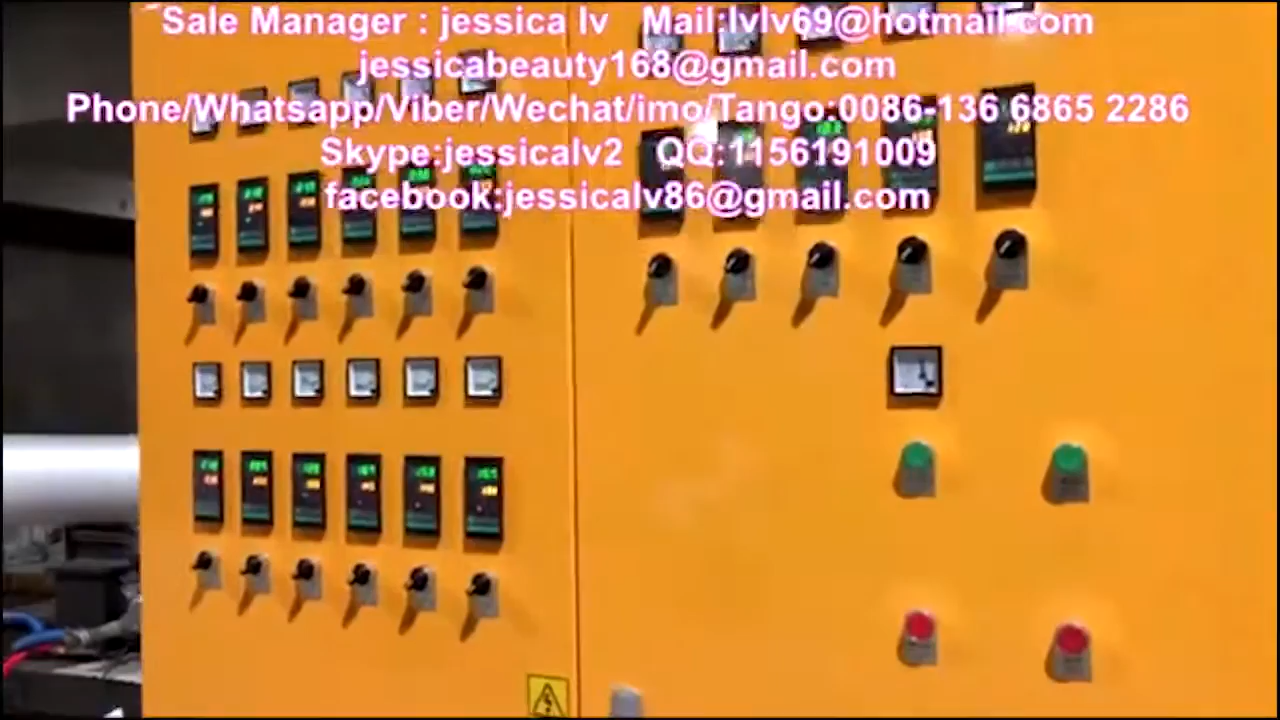 Sale Manager : jessica lv Mail:lvlv69@hotmail.com
jessicabeauty168@gmail.com
Phone/Whatsapp/Viber/Wechat/imo/Tango:0086-136 6865 2286
Skype:jessicalv2 QQ:1156191009
facebook:jessicalv86@gmail.com